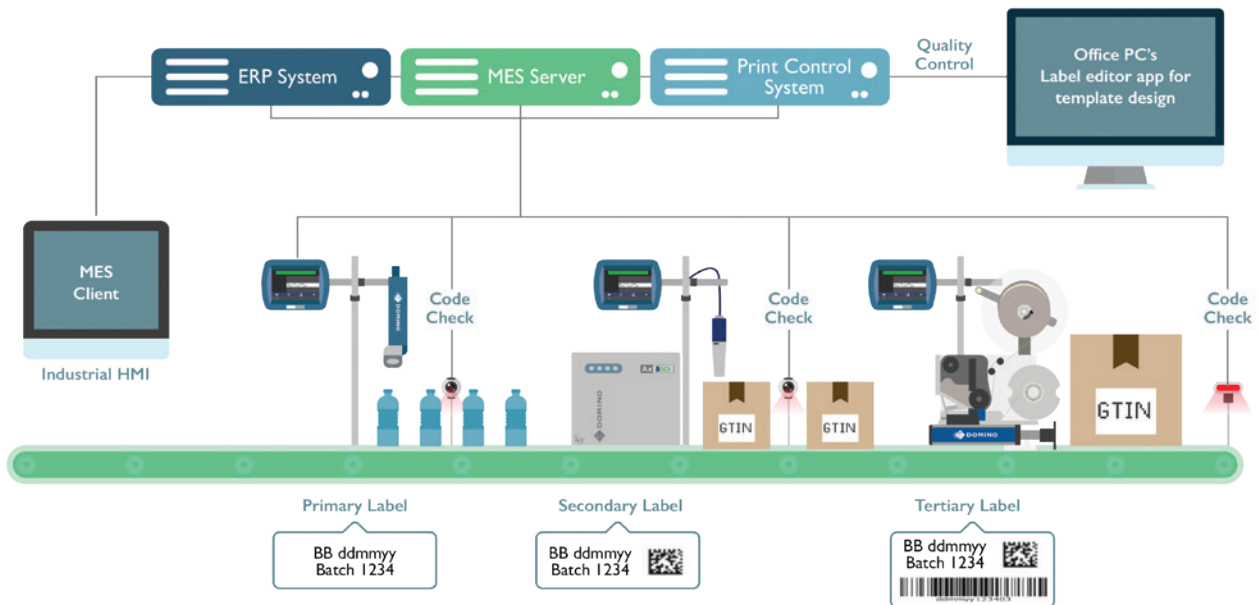 ERP System
MES Server
Print Control
System
Quality
Control
Office PC's
Label editor app for
template design
MES
Client
Industrial HMI
DOMINO
Code
Check
DOMINO
GTIN
Code
Check
GTIN
DOMINO
GTIN
Code
Check
Primary Label
BB ddmmyy
Batch 1234
Secondary Label
BB ddmmyy
Batch 1234
Tertiary Label
BB ddmmyy
Batch 1234